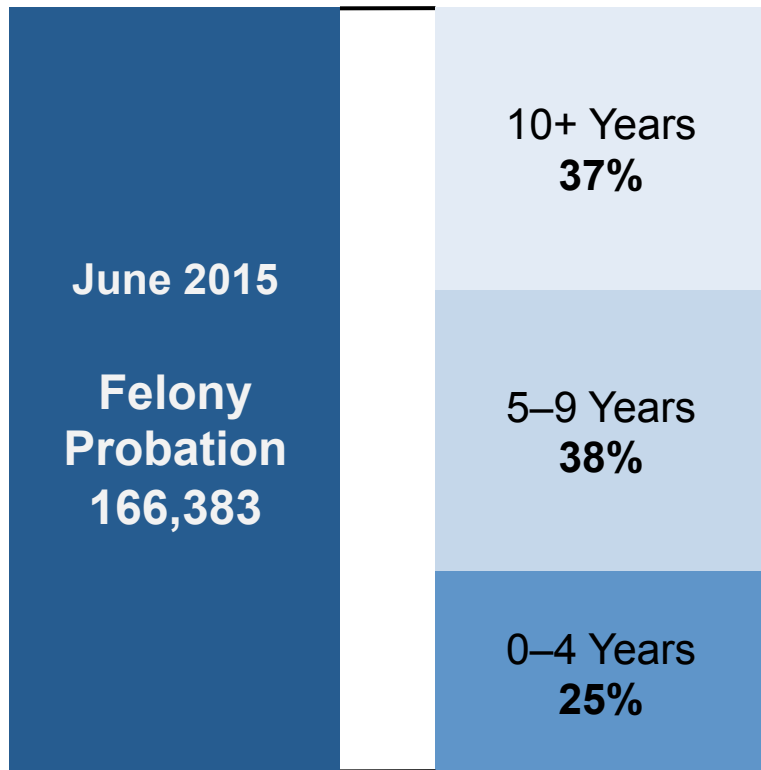 June 2015
Felony
Probation
166,383
10+ Years
37%
5–9 Years
38%
0–4 Years
25%